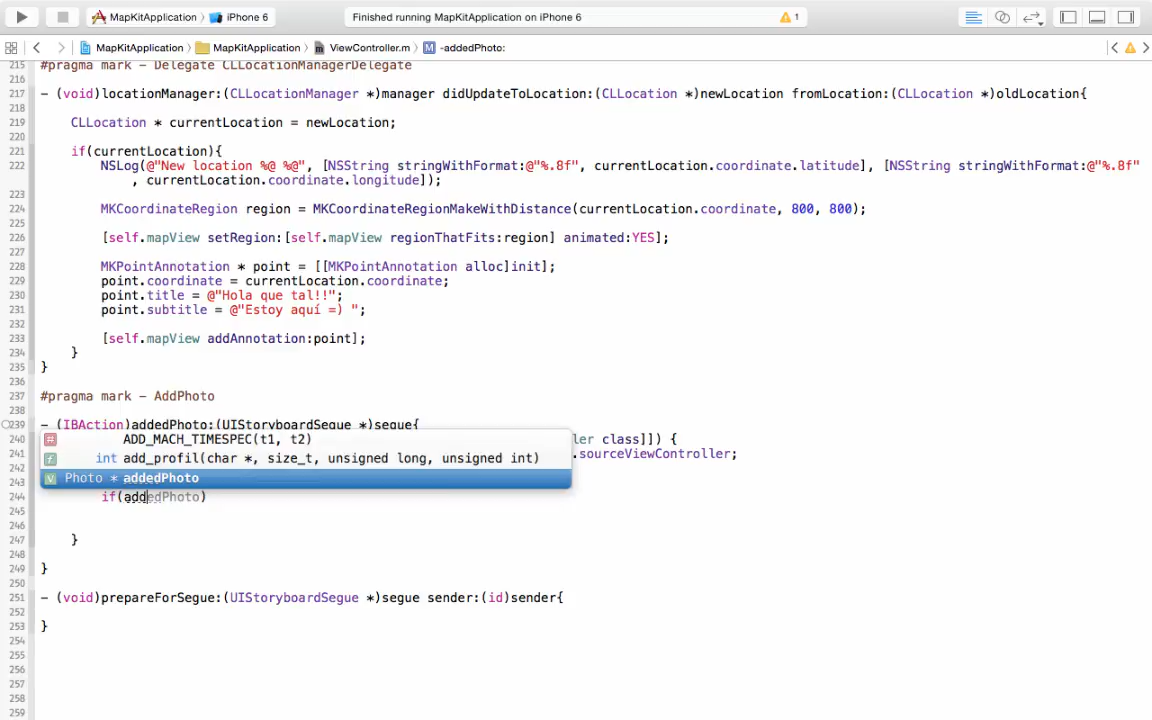 MapKitApplication 〉 iPhone 6
Finished running MapKitApplication on iPhone 6
1
MapKitApplication 〉 MapKitApplication 〉 ViewController.m 〉 M -addedPhoto:
215 #pragma mark - Delegate CLLocationManagerDelegate
216
217 - (void)locationManager:(CLLocationManager *)manager didUpdateToLocation:(CLLocation *)newLocation fromLocation:(CLLocation *)oldLocation{
218
219 CLLocation * currentLocation = newLocation;
220
221 if(currentLocation){
222 NSLog(@"New location %@ %@", [NSString stringWithFormat:@"%.8f", currentLocation.coordinate.latitude], [NSString stringWithFormat:@"%.8f"
, currentLocation.coordinate.longitude]);
223
224 MKCoordinateRegion region = MKCoordinateRegionMakeWithDistance(currentLocation.coordinate, 800, 800);
225
226 [self.mapView setRegion:[self.mapView regionThatFits:region] animated:YES];
227
228 MKPointAnnotation * point = [[MKPointAnnotation alloc]init];
229 point.coordinate = currentLocation.coordinate;
230 point.title = @"Hola que tal!!";
231 point.subtitle = @"Estoy aquí =) ";
232
233 [self.mapView addAnnotation:point];
234 }
235 }
236
237 #pragma mark - AddPhoto
238
239 - (IBAction)addedPhoto:(UIStoryboardSegue *)segue{
240 # ADD_MACH_TIMESPEC(t1, t2) ler class]]) {
241 f int add_profil(char *, size_t, unsigned long, unsigned int) .sourceViewController;
242
243 V Photo * addedPhoto
244 if(addedPhoto)
245
246
247 }
248
249 }
250
251 - (void)prepareForSegue:(UIStoryboardSegue *)segue sender:(id)sender{
252
253 }
254
255
256
257
258
259